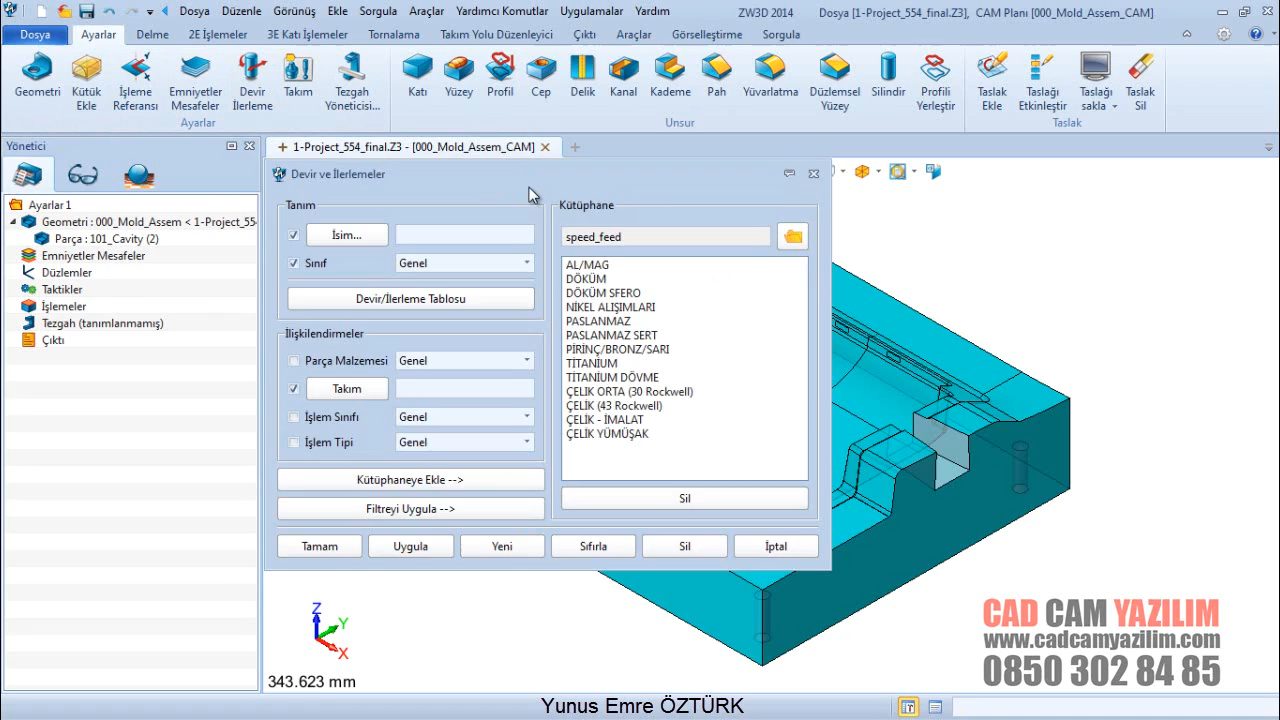 Dosya Düzenle Görünüş Ekle Sorgula Araçlar Yardımcı Komutlar Uygulamalar Yardım ZW3D 2014 Dosya [1-Project_554_final.Z3], CAM Planı [000_Mold_Assem_CAM]
Dosya Ayarlar Delme 2E İşlemeler 3E Katı İşlemeler Tornalama Takım Yolu Düzenleyici Çıktı Araçlar Görselleştirme Sorgula
Geometri Kütük Ekle İşleme Referansı Emniyetler Mesafeler Devir İlerleme Takım Tezgah Yöneticisi... Katı Yüzey Profil Cep Delik Kanal Kademe Pah Yüvarlatma Düzlemsel Yüzey Silindir Profili Yerleştir Taslak Ekle Taslağı Etkinleştir Taslağı sakla Taslak Sil
Ayarlar Unsur Taslak
Yönetici
1-Project_554_final.Z3 - [000_Mold_Assem_CAM]
Ayarlar 1
Geometri : 000_Mold_Assem < 1-Project_55
Parça : 101_Cavity (2)
Emniyetler Mesafeler
Düzlemler
Taktikler
İşlemeler
Tezgah (tanımlanmamış)
Çıktı
Devir ve İlerlemeler
Tanım
İsim...
Sınıf Genel
Devir/İlerleme Tablosu
İlişkilendirmeler
Parça Malzemesi Genel
Takım
İşlem Sınıfı Genel
İşlem Tipi Genel
Kütüphaneye Ekle -->
Filtreyi Uygula -->
Kütüphane
speed_feed
AL/MAG
DÖKÜM
DÖKÜM SFERO
NİKEL ALIŞIMLARI
PASLANMAZ
PASLANMAZ SERT
PİRİNÇ/BRONZ/SARI
TİTANİUM
TİTANİUM DÖVME
ÇELİK ORTA (30 Rockwell)
ÇELİK (43 Rockwell)
ÇELİK - İMALAT
ÇELİK YÜMÜŞAK
Sil
Tamam Uygula Yeni Sıfırla Sil İptal
Z
Y
X
343.623 mm
CAD CAM YAZILIM
www.cadcamyazilim.com
0850 302 84 85
Yunus Emre ÖZTÜRK